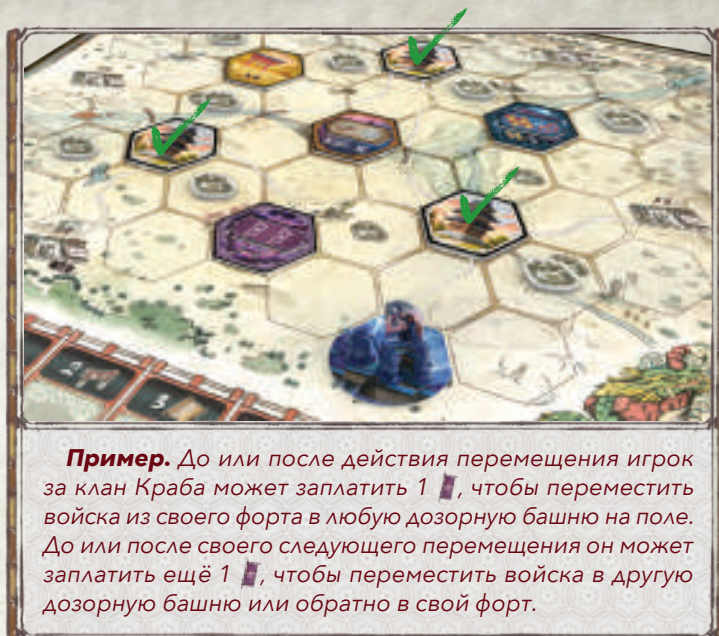 Пример. До или после действия перемещения игрок
за клан Краба может заплатить 1 , чтобы переместить
войска из своего форта в любую дозорную башню на поле.
До или после своего следующего перемещения он может
заплатить ещё 1 , чтобы переместить войска в другую
дозорную башню или обратно в свой форт.
2
3